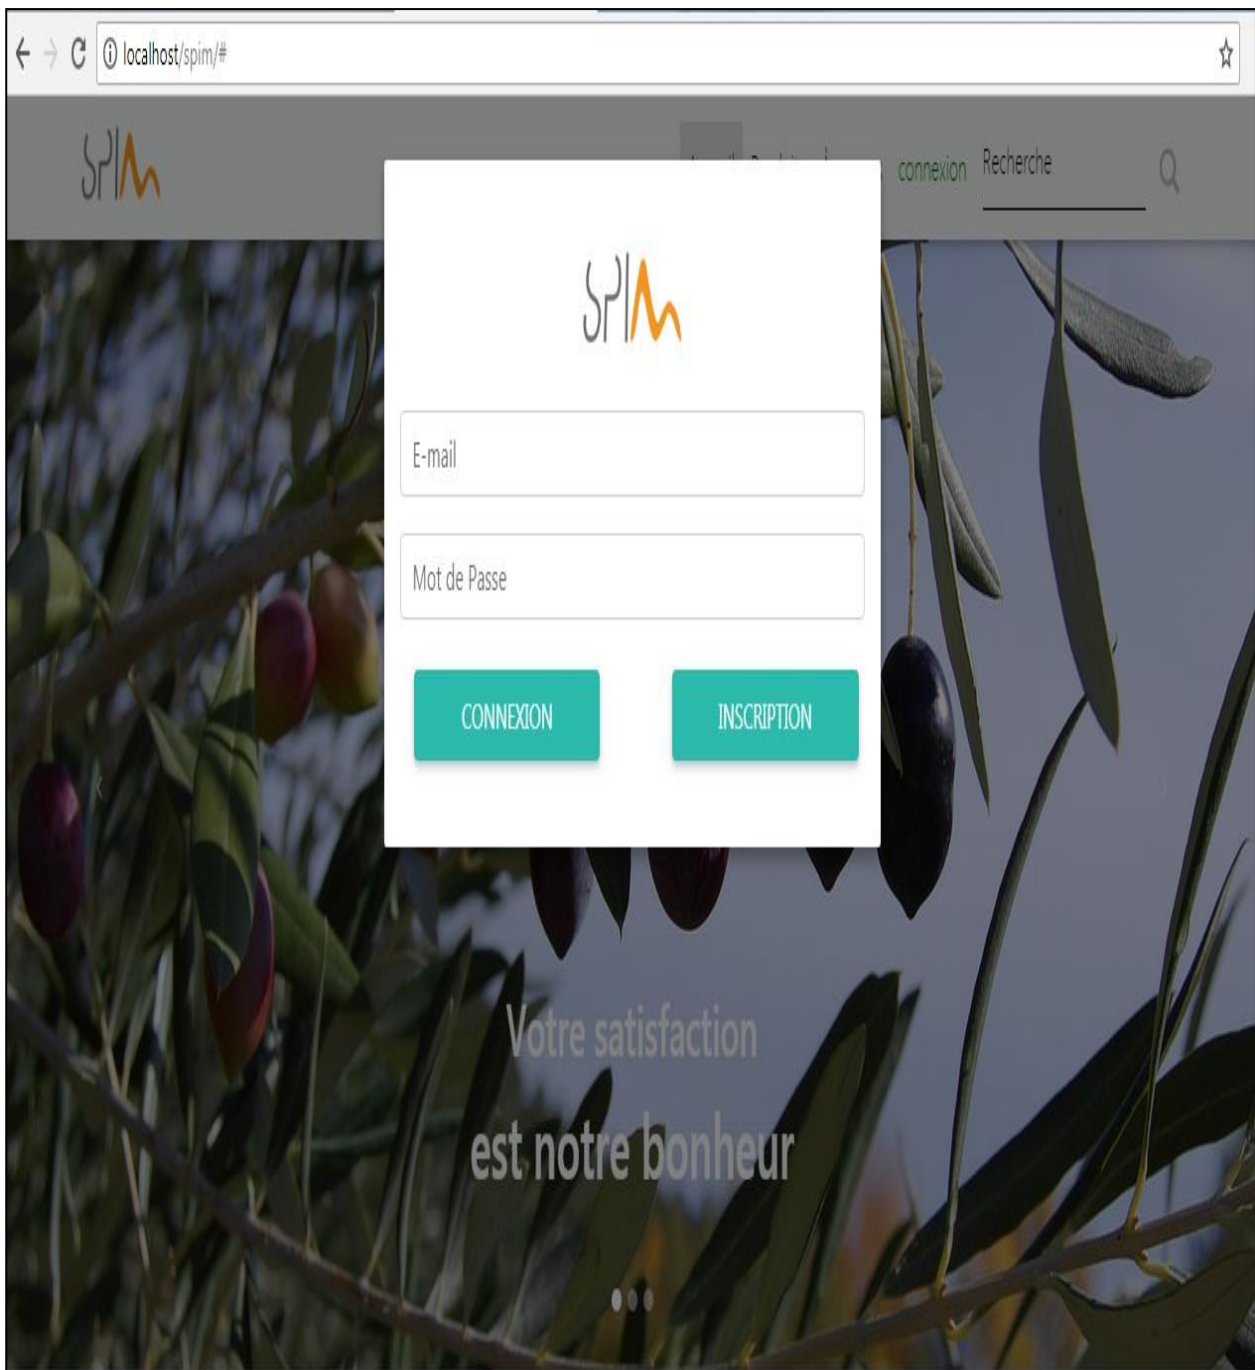 localhost/spim/#
SPIM
connexion
Recherche
SPIM
E-mail
Mot de Passe
CONNEXION
INSCRIPTION
Votre satisfaction
est notre bonheur